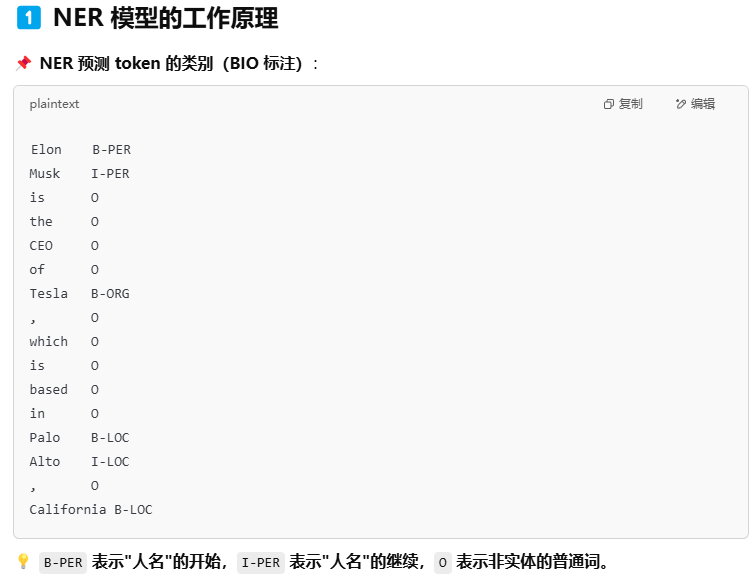 1 NER 模型的工作原理
📌 NER 预测 token 的类别（BIO 标注）:
plaintext 复制 编辑
Elon B-PER
Musk I-PER
is O
the O
CEO O
of O
Tesla B-ORG
, O
which O
is O
based O
in O
Palo B-LOC
Alto I-LOC
, O
California B-LOC
💡 B-PER 表示"人名"的开始，I-PER 表示"人名"的继续，O 表示非实体的普通词。